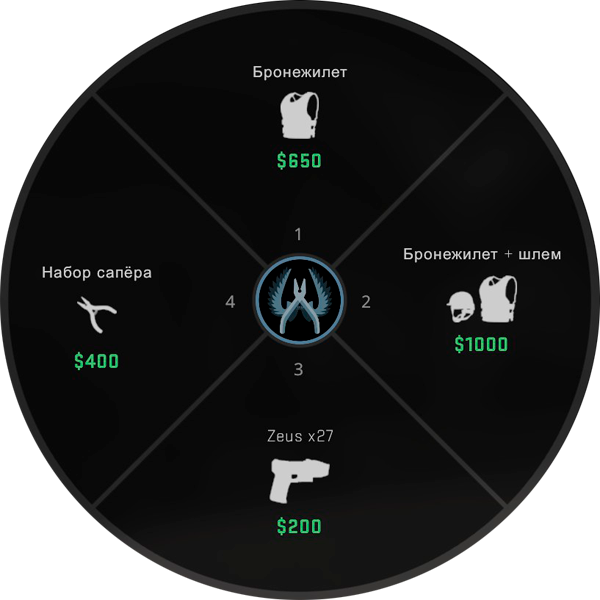 Бронежилет
$650
1
Бронежилет + шлем
2
$1000
Набор сапёра
4
$400
3
Zeus x27
$200